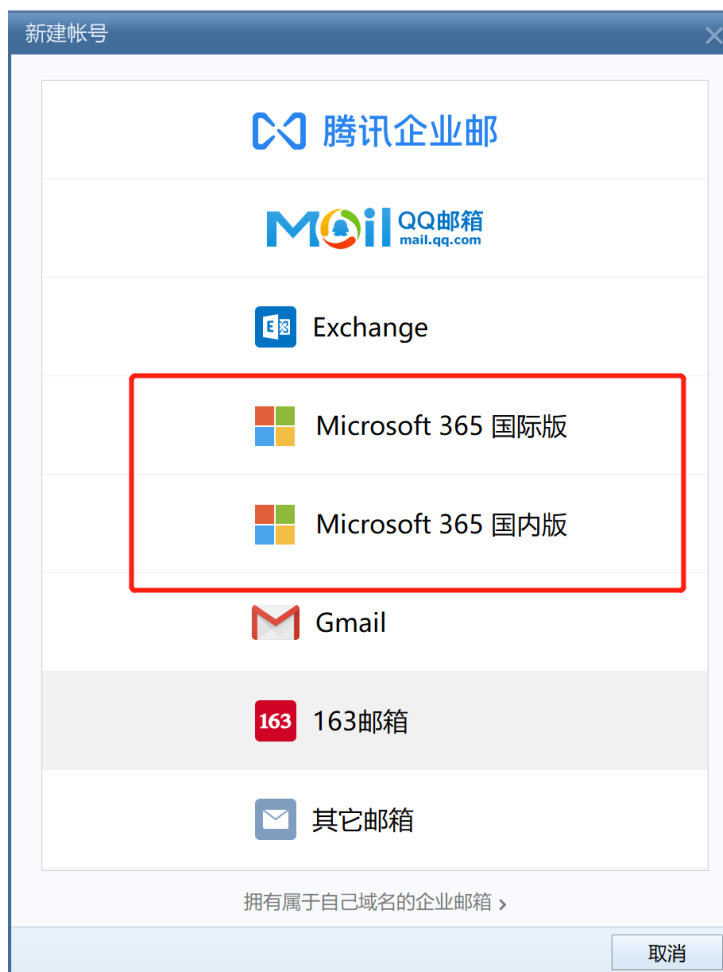 新建帐号
腾讯企业邮
Mail QQ邮箱
mail.qq.com
E Exchange
Microsoft 365 国际版
Microsoft 365 国内版
Gmail
163 163邮箱
其它邮箱
拥有属于自己域名的企业邮箱 ›
取消